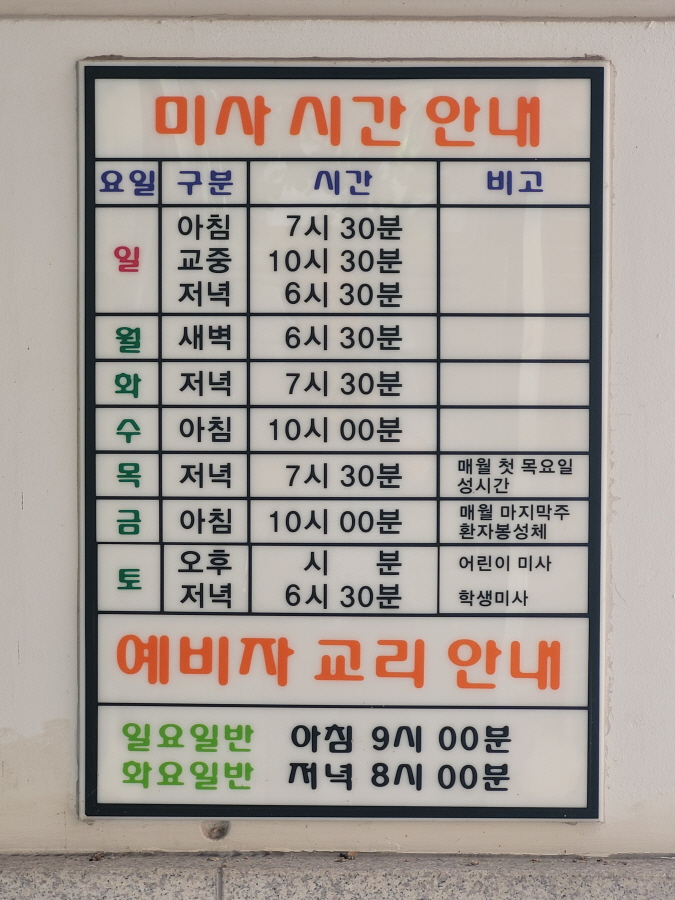 미사 시간 안내
요일 구분 시간 비고
일 아침 7시 30분
교중 10시 30분
저녁 6시 30분
월 새벽 6시 30분
화 저녁 7시 30분
수 아침 10시 00분
목 저녁 7시 30분 매월 첫 목요일
성시간
금 아침 10시 00분 매월 마지막주
환자봉성체
토 오후 시 분 어린이 미사
저녁 6시 30분 학생미사
예비자 교리 안내
일요일반 아침 9시 00분
화요일반 저녁 8시 00분